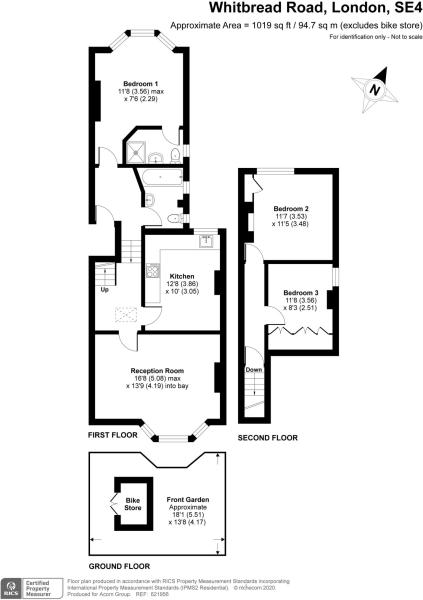 Whitbread Road, London, SE4
Approximate Area = 1019 sq ft / 94.7 sq m (excludes bike store)
For identification only - Not to scale
N
Bedroom 1
11'8 (3.56) max
x 7'6 (2.29)
Bedroom 2
11'7 (3.53)
x 11'5 (3.48)
Kitchen
12'8 (3.86)
x 10' (3.05)
Up
Bedroom 3
11'8 (3.56)
x 8'3 (2.51)
Reception Room
16'8 (5.08) max
x 13'9 (4.19) into bay
Down
FIRST FLOOR
SECOND FLOOR
Bike
Store
Front Garden
Approximate
18'1 (5.51)
x 13'8 (4.17)
GROUND FLOOR
RICS
Certified
Property
Measurer
Floor plan produced in accordance with RICS Property Measurement Standards incorporating
International Property Measurement Standards (IPMS2 Residential). © nichecom 2020.
Produced for Acorn Group. REF: 621956